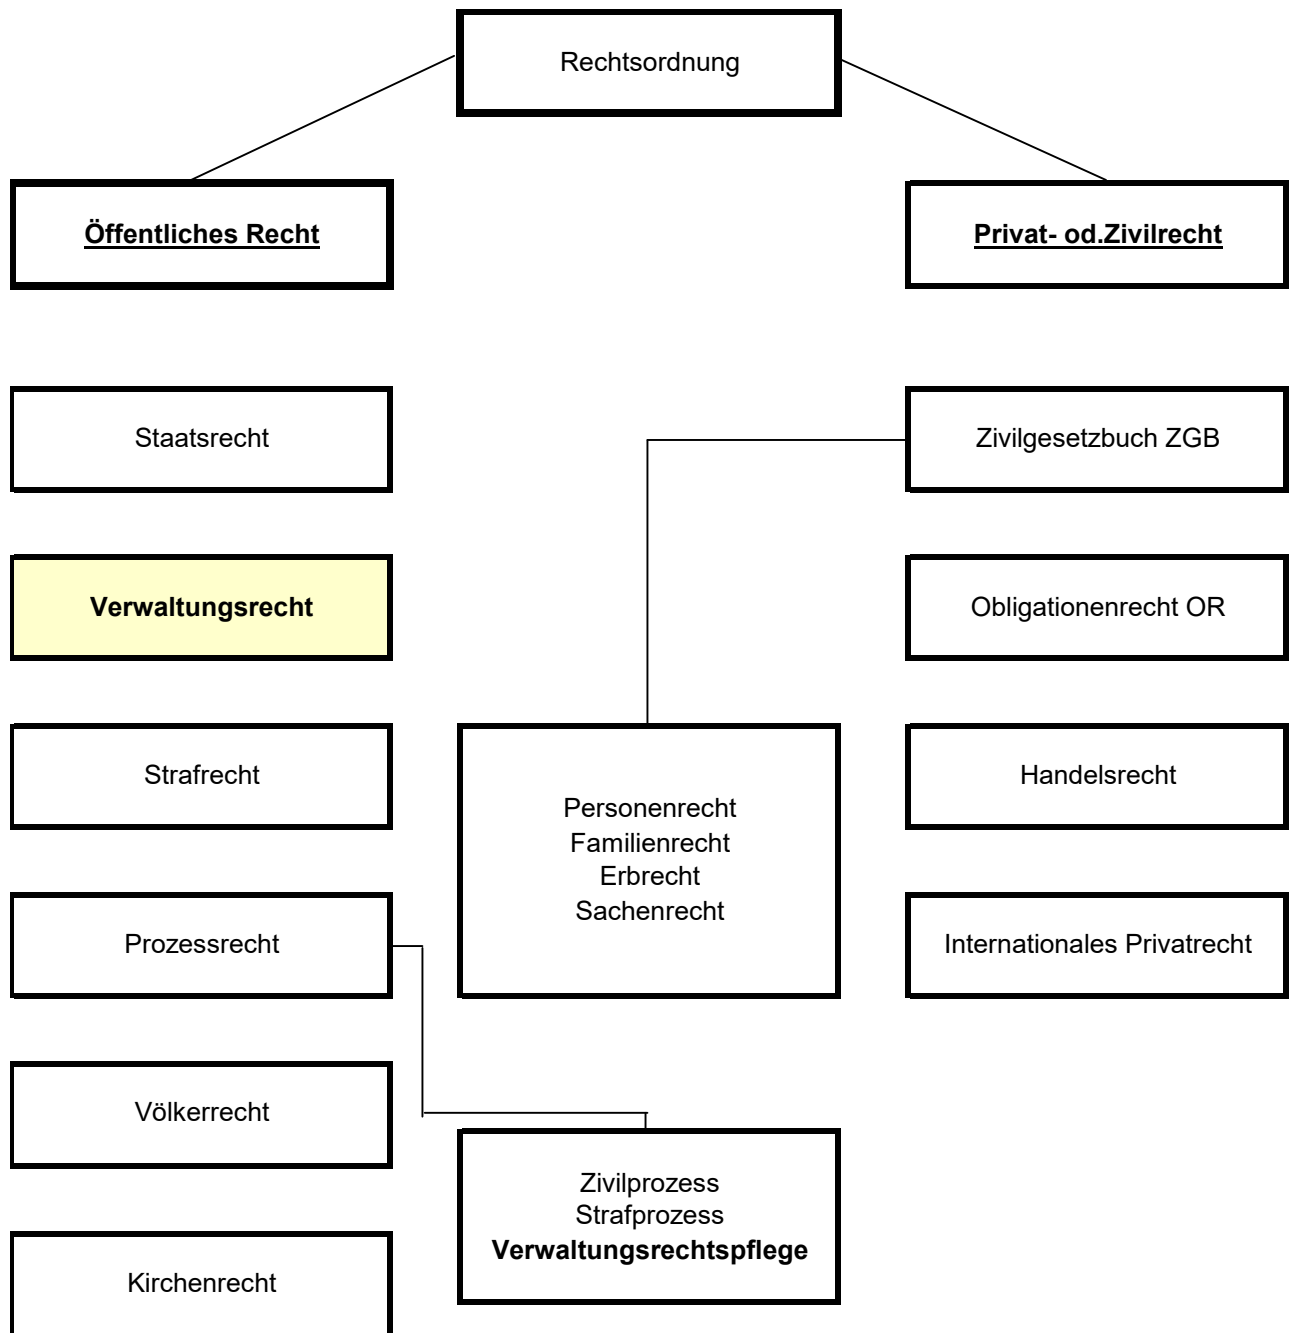 Rechtsordnung
Öffentliches Recht
Privat- od.Zivilrecht
Staatsrecht
Zivilgesetzbuch ZGB
Verwaltungsrecht
Obligationenrecht OR
Strafrecht
Handelsrecht
Personenrecht
Familienrecht
Erbrecht
Sachenrecht
Prozessrecht
Internationales Privatrecht
Völkerrecht
Zivilprozess
Strafprozess
Verwaltungsrechtspflege
Kirchenrecht